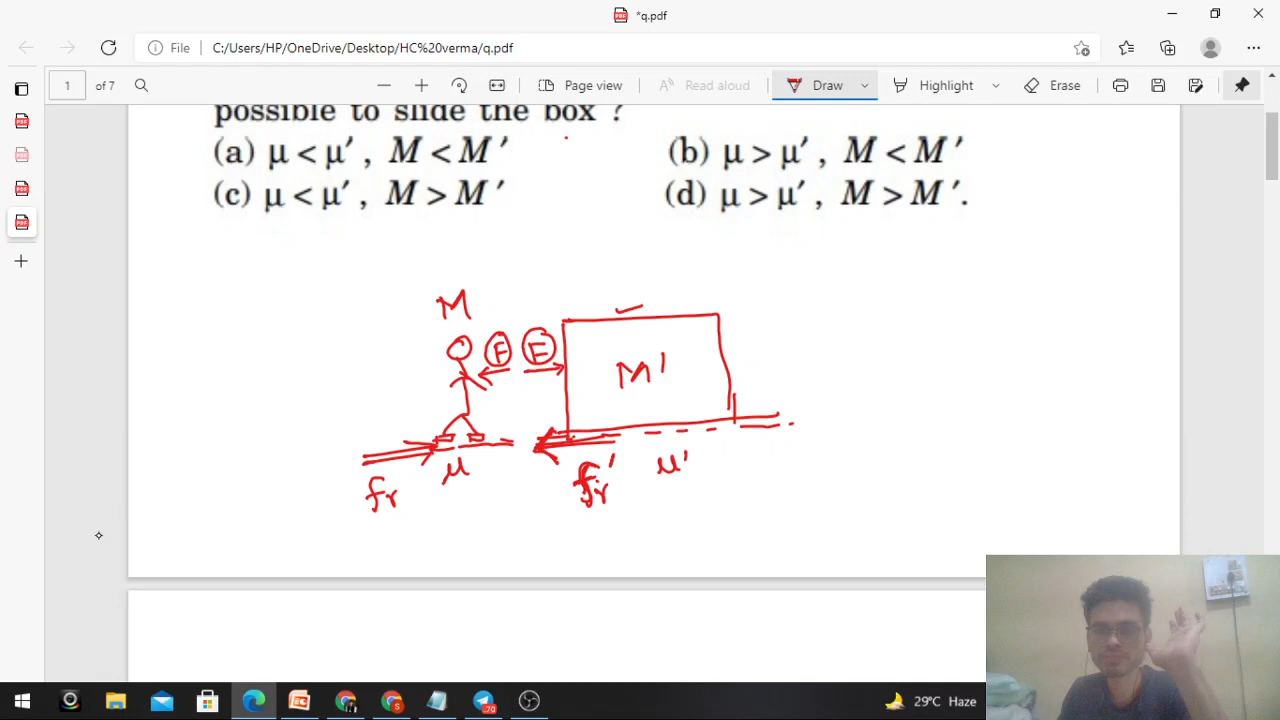 *q.pdf
File C:/Users/HP/OneDrive/Desktop/HC%20verma/q.pdf
1 of 7 Page view Read aloud Draw Highlight Erase
possible to slide the box ?
(a) μ < μ′ , M < M′ (b) μ > μ′ , M < M′
(c) μ < μ′ , M > M′ (d) μ > μ′ , M > M′.
M
F F
M'
μ fr' μ'
fr
29°C Haze
70